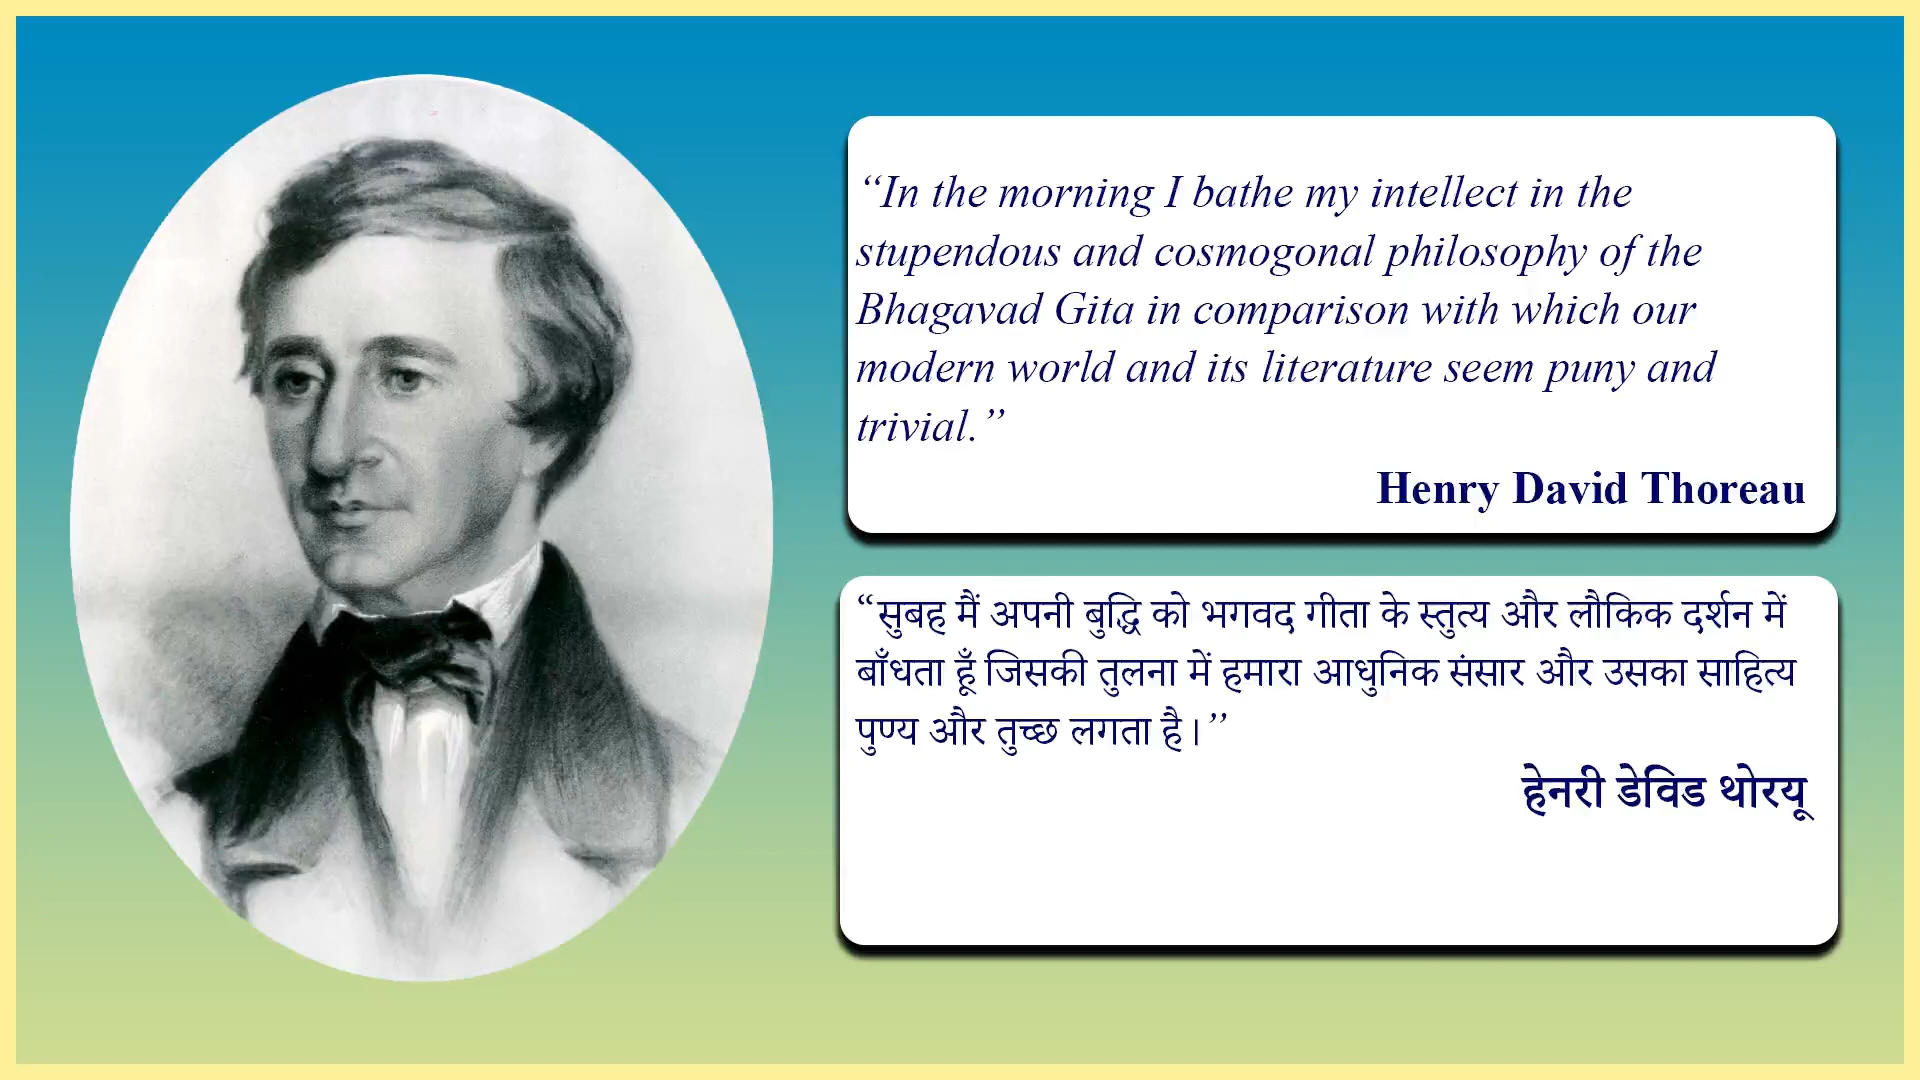 “In the morning I bathe my intellect in the
stupendous and cosmogonal philosophy of the
Bhagavad Gita in comparison with which our
modern world and its literature seem puny and
trivial.”
Henry David Thoreau
“सुबह मैं अपनी बुद्धि को भगवद गीता के स्तुत्य और लौकिक दर्शन में
बाँधता हूँ जिसकी तुलना में हमारा आधुनिक संसार और उसका साहित्य
पुण्य और तुच्छ लगता है।”
हेनरी डेविड थोरयू